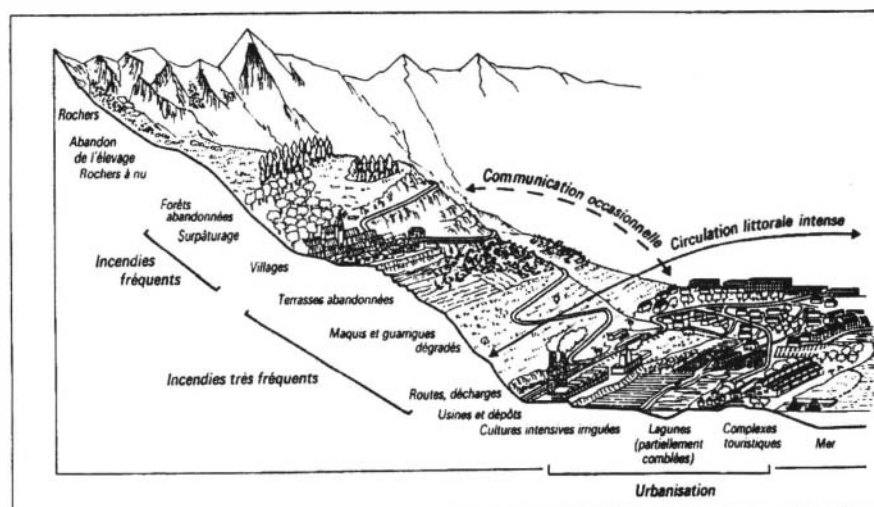 Rochers
Abandon
de l'élevage
Rochers à nu
Forêts
abandonnées
Surpâturage
Incendies
fréquents
Villages
Terrasses abandonnées
Maquis et guarrigues
dégradés
Incendies très fréquents
Routes, décharges
Usines et dépôts
Cultures intensives irriguées
Lagunes
(partiellement
comblées)
Complexes
touristiques
Mer
Urbanisation
Communication occasionnelle
Circulation littorale intense